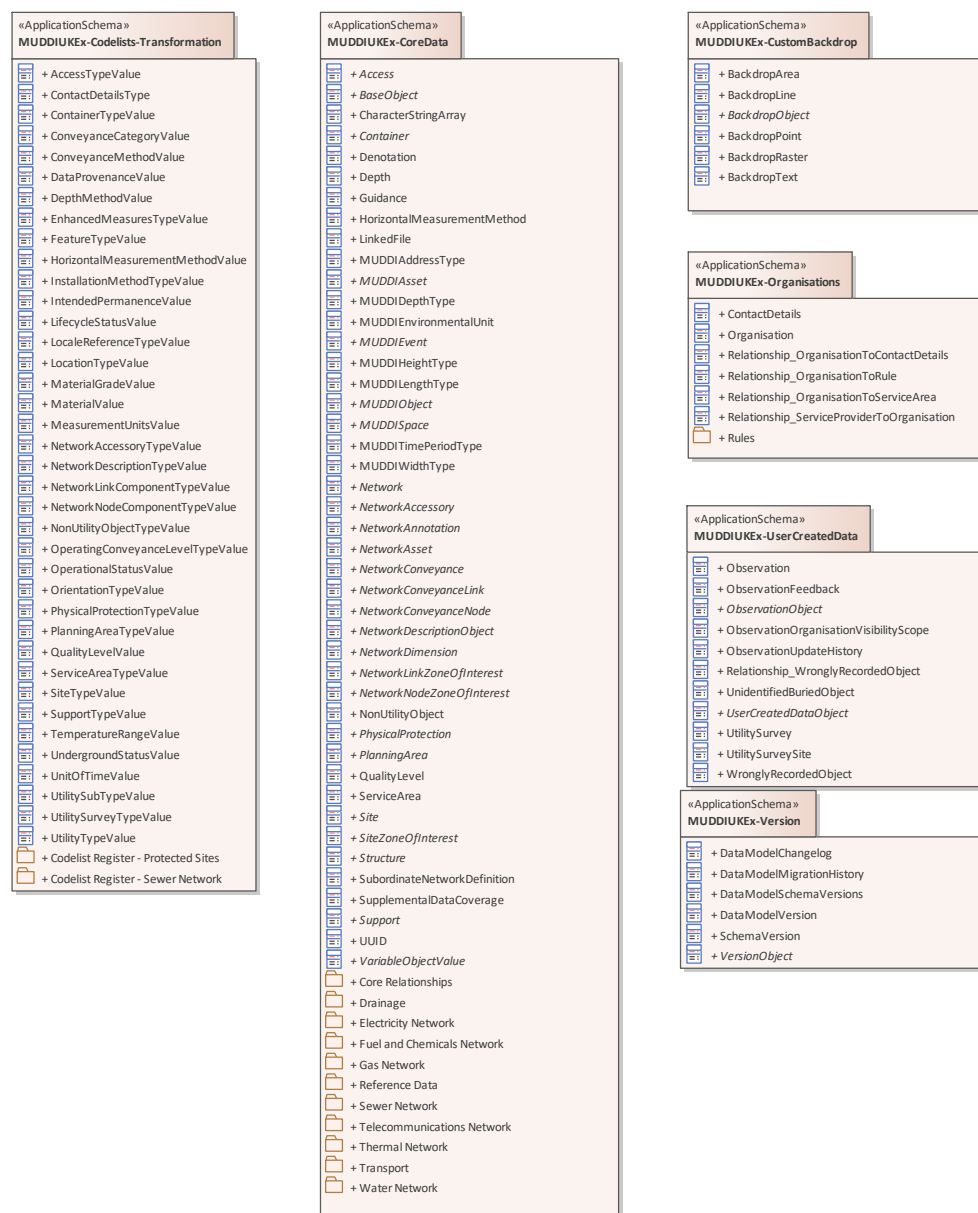 «ApplicationSchema»
MUDDIUKEx-Codelists-Transformation
+ AccessTypeValue
+ ContactDetailsType
+ ContainerTypeValue
+ ConveyanceCategoryValue
+ ConveyanceMethodValue
+ DataProvenanceValue
+ DepthMethodValue
+ EnhancedMeasuresTypeValue
+ FeatureTypeValue
+ HorizontalMeasurementMethodValue
+ InstallationMethodTypeValue
+ IntendedPermanenceValue
+ LifecycleStatusValue
+ LocaleReferenceTypeValue
+ LocationTypeValue
+ MaterialGradeValue
+ MaterialValue
+ MeasurementUnitsValue
+ NetworkAccessoryTypeValue
+ NetworkDescriptionTypeValue
+ NetworkLinkComponentTypeValue
+ NetworkNodeComponentTypeValue
+ NonUtilityObjectTypeValue
+ OperatingConveyanceLevelTypeValue
+ OperationalStatusValue
+ OrientationTypeValue
+ PhysicalProtectionTypeValue
+ PlanningAreaTypeValue
+ QualityLevelValue
+ ServiceAreaTypeValue
+ SiteTypeValue
+ SupportTypeValue
+ TemperatureRangeValue
+ UndergroundStatusValue
+ UnitOfTimeValue
+ UtilitySubTypeValue
+ UtilitySurveyTypeValue
+ UtilityTypeValue
+ Codelist Register - Protected Sites
+ Codelist Register - Sewer Network
«ApplicationSchema»
MUDDIUKEx-CoreData
+ Access
+ BaseObject
+ CharacterStringArray
+ Container
+ Denotation
+ Depth
+ Guidance
+ HorizontalMeasurementMethod
+ LinkedFile
+ MUDDIAddressType
+ MUDDIAsset
+ MUDDIDepthType
+ MUDDIEnvironmentalUnit
+ MUDDIEvent
+ MUDDIHeightType
+ MUDDILengthType
+ MUDDIObject
+ MUDDISpace
+ MUDDITimePeriodType
+ MUDDIWidthType
+ Network
+ NetworkAccessory
+ NetworkAnnotation
+ NetworkAsset
+ NetworkConveyance
+ NetworkConveyanceLink
+ NetworkConveyanceNode
+ NetworkDescriptionObject
+ NetworkDimension
+ NetworkLinkZoneOfInterest
+ NetworkNodeZoneOfInterest
+ NonUtilityObject
+ PhysicalProtection
+ PlanningArea
+ QualityLevel
+ ServiceArea
+ Site
+ SiteZoneOfInterest
+ Structure
+ SubordinateNetworkDefinition
+ SupplementalDataCoverage
+ Support
+ UUID
+ VariableObjectValue
+ Core Relationships
+ Drainage
+ Electricity Network
+ Fuel and Chemicals Network
+ Gas Network
+ Reference Data
+ Sewer Network
+ Telecommunications Network
+ Thermal Network
+ Transport
+ Water Network
«ApplicationSchema»
MUDDIUKEx-CustomBackdrop
+ BackdropArea
+ BackdropLine
+ BackdropObject
+ BackdropPoint
+ BackdropRaster
+ BackdropText
«ApplicationSchema»
MUDDIUKEx-Organisations
+ ContactDetails
+ Organisation
+ Relationship_OrganisationToContactDetails
+ Relationship_OrganisationToRule
+ Relationship_OrganisationToServiceArea
+ Relationship_ServiceProviderToOrganisation
+ Rules
«ApplicationSchema»
MUDDIUKEx-UserCreatedData
+ Observation
+ ObservationFeedback
+ ObservationObject
+ ObservationOrganisationVisibilityScope
+ ObservationUpdateHistory
+ Relationship_WronglyRecordedObject
+ UnidentifiedBuriedObject
+ UserCreatedDataObject
+ UtilitySurvey
+ UtilitySurveySite
+ WronglyRecordedObject
«ApplicationSchema»
MUDDIUKEx-Version
+ DataModelChangelog
+ DataModelMigrationHistory
+ DataModelSchemaVersions
+ DataModelVersion
+ SchemaVersion
+ VersionObject